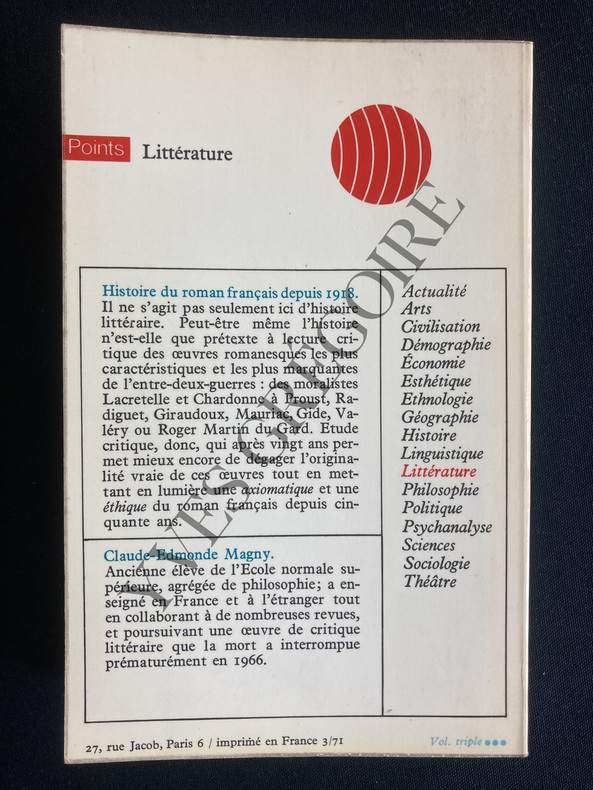 Points Littérature
Histoire du roman français depuis 1918.
Il ne s'agit pas seulement ici d'histoire
littéraire. Peut-être même l'histoire
n'est-elle que prétexte à lecture cri-
tique des œuvres romanesques les plus
caractéristiques et les plus marquantes
de l'entre-deux-guerres : des moralistes
Lacretelle et Chardonne à Proust, Ra-
diguet, Giraudoux, Mauriac, Gide, Va-
léry ou Roger Martin du Gard. Etude
critique, donc, qui après vingt ans per-
met mieux encore de dégager l'origina-
lité vraie de ces œuvres tout en met-
tant en lumière une axiomatique et une
éthique du roman français depuis cin-
quante ans.
Claude-Edmonde Magny.
Ancienne élève de l'Ecole normale su-
périeure, agrégée de philosophie; a en-
seigné en France et à l'étranger tout
en collaborant à de nombreuses revues,
et poursuivant une œuvre de critique
littéraire que la mort a interrompue
prématurément en 1966.
Actualité
Arts
Civilisation
Démographie
Économie
Esthétique
Ethnologie
Géographie
Histoire
Linguistique
Littérature
Philosophie
Politique
Psychanalyse
Sciences
Sociologie
Théâtre
27, rue Jacob, Paris 6 / imprimé en France 3/71
Vol. triple
YVES GRÉGOIRE